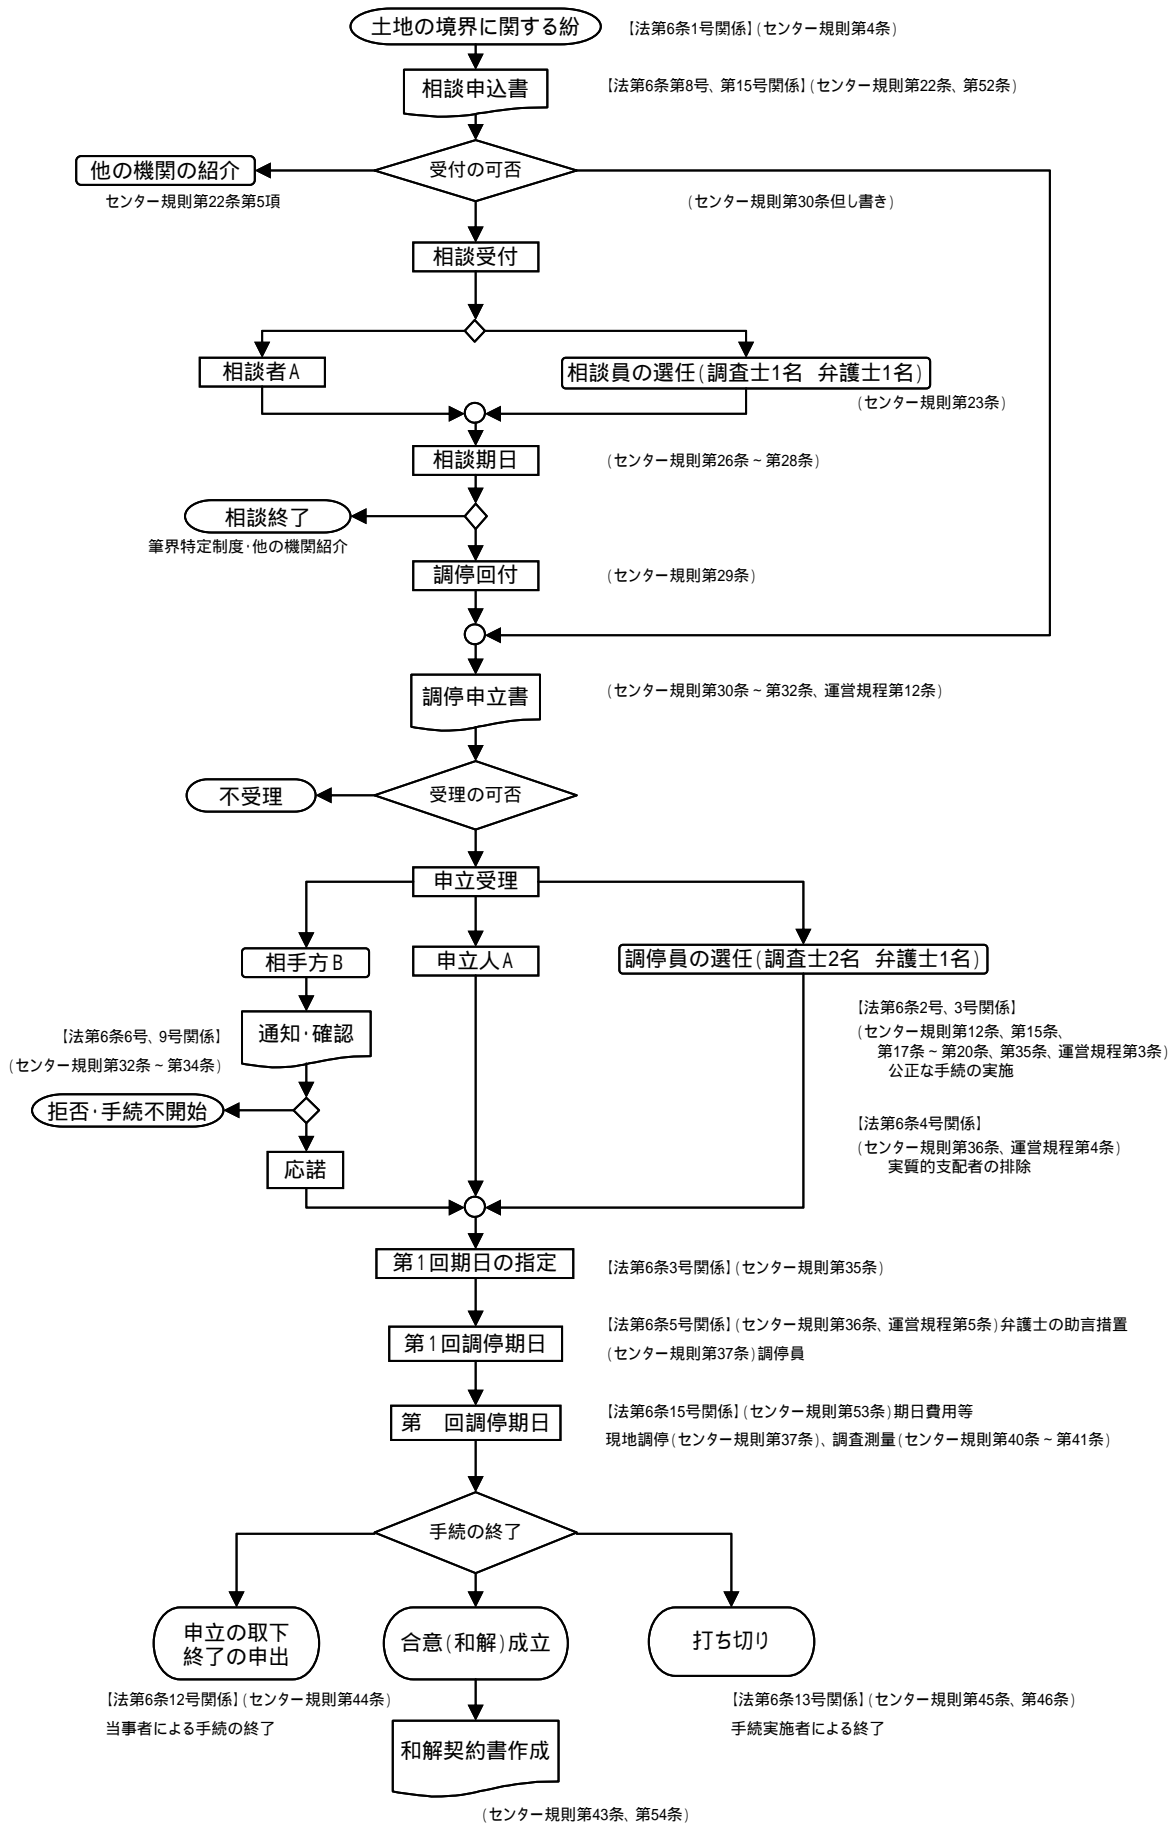 土地の境界に関する紛
【法第6条1号関係】(センター規則第4条)
相談申込書
【法第6条第8号、第15号関係】(センター規則第22条、第52条)
受付の可否
他の機関の紹介
センター規則第22条第5項
(センター規則第30条但し書き)
相談受付
相談者A
相談員の選任(調査士1名 弁護士1名)
(センター規則第23条)
相談期日
(センター規則第26条～第28条)
相談終了
筆界特定制度・他の機関紹介
調停回付
(センター規則第29条)
調停申立書
(センター規則第30条～第32条、運営規程第12条)
受理の可否
不受理
申立受理
相手方B
申立人A
調停員の選任(調査士2名 弁護士1名)
通知・確認
【法第6条6号、9号関係】
(センター規則第32条～第34条)
【法第6条2号、3号関係】
(センター規則第12条、第15条、
第17条～第20条、第35条、運営規程第3条)
公正な手続の実施
拒否・手続不開始
【法第6条4号関係】
(センター規則第36条、運営規程第4条)
実質的支配者の排除
応諾
第1回期日の指定
【法第6条3号関係】(センター規則第35条)
第1回調停期日
【法第6条5号関係】(センター規則第36条、運営規程第5条)弁護士の助言措置
(センター規則第37条)調停員
第　回調停期日
【法第6条15号関係】(センター規則第53条)期日費用等
現地調停(センター規則第37条)、調査測量(センター規則第40条～第41条)
手続の終了
申立の取下
終了の申出
合意(和解)成立
打ち切り
【法第6条12号関係】(センター規則第44条)
当事者による手続の終了
【法第6条13号関係】(センター規則第45条、第46条)
手続実施者による終了
和解契約書作成
(センター規則第43条、第54条)